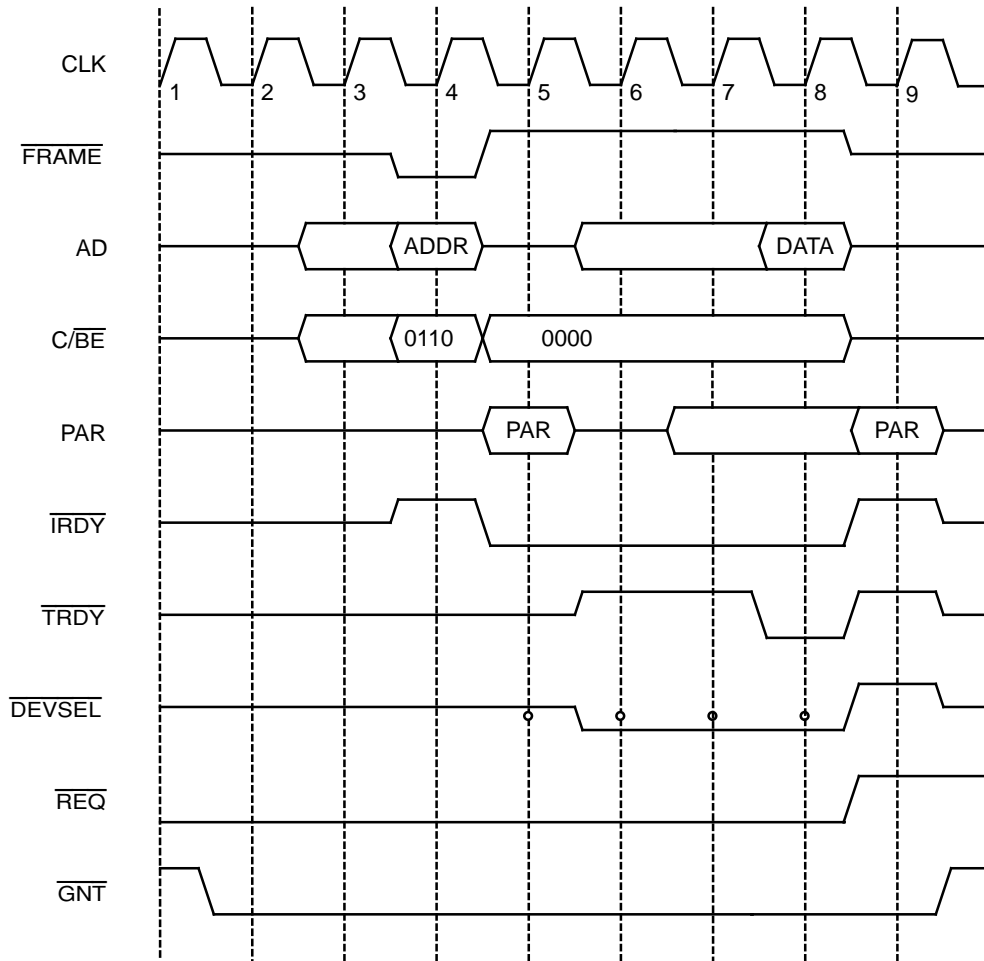 CLK
1 2 3 4 5 6 7 8 9
FRAME
AD ADDR DATA
C/BE 0110 0000
PAR PAR PAR
IRDY
TRDY
DEVSEL
REQ
GNT